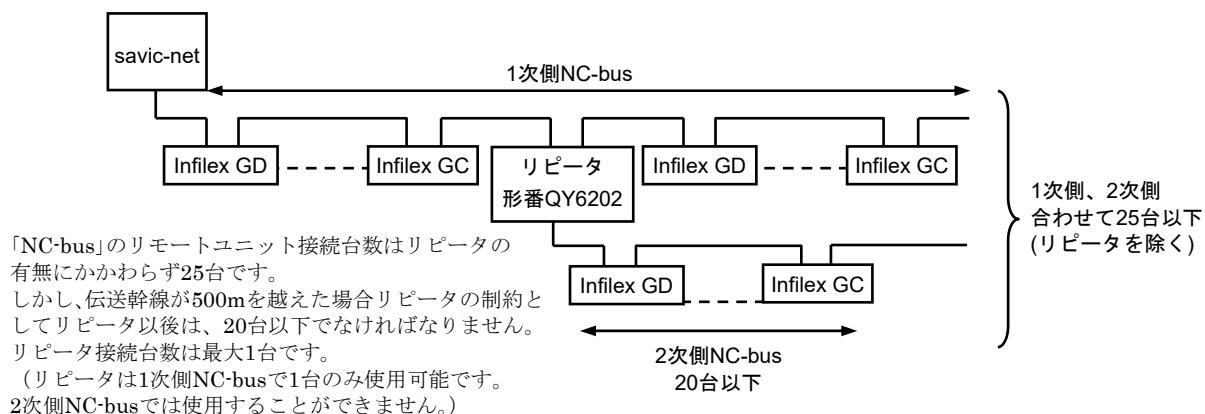 savic-net
1次側NC-bus
Infilex GD
Infilex GC
リピータ
形番QY6202
Infilex GD
Infilex GC
1次側、2次側
合わせて25台以下
(リピータを除く)
「NC-bus」のリモートユニット接続台数はリピータの
有無にかかわらず25台です。
しかし、伝送幹線が500mを越えた場合リピータの制約と
してリピータ以後は、20台以下でなければなりません。
リピータ接続台数は最大1台です。
(リピータは1次側NC-busで1台のみ使用可能です。
2次側NC-busでは使用することができません。)
Infilex GD
Infilex GC
2次側NC-bus
20台以下